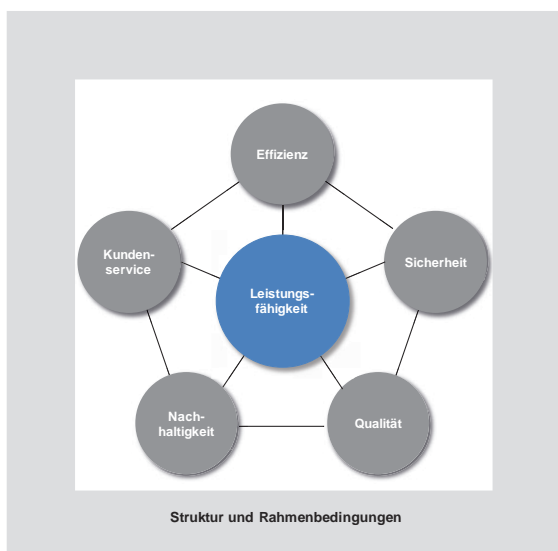 Effizienz
Kunden-
service
Sicherheit
Leistungs-
fähigkeit
Nach-
haltigkeit
Qualität
Struktur und Rahmenbedingungen